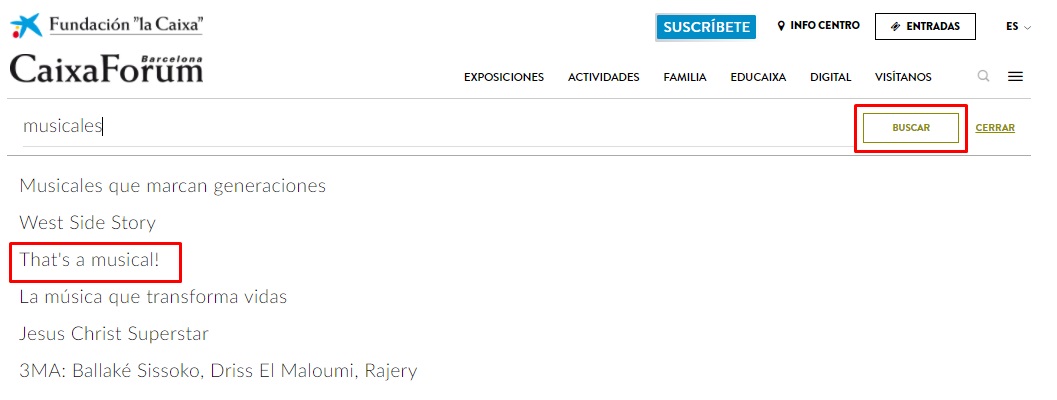 Fundación "la Caixa"
SUSCRÍBETE
INFO CENTRO
ENTRADAS
ES
Barcelona
CaixaForum
EXPOSICIONES ACTIVIDADES FAMILIA EDUCAIXA DIGITAL VISÍTANOS
musicales
BUSCAR
CERRAR
Musicales que marcan generaciones
West Side Story
That's a musical!
La música que transforma vidas
Jesus Christ Superstar
3MA: Ballaké Sissoko, Driss El Maloumi, Rajery